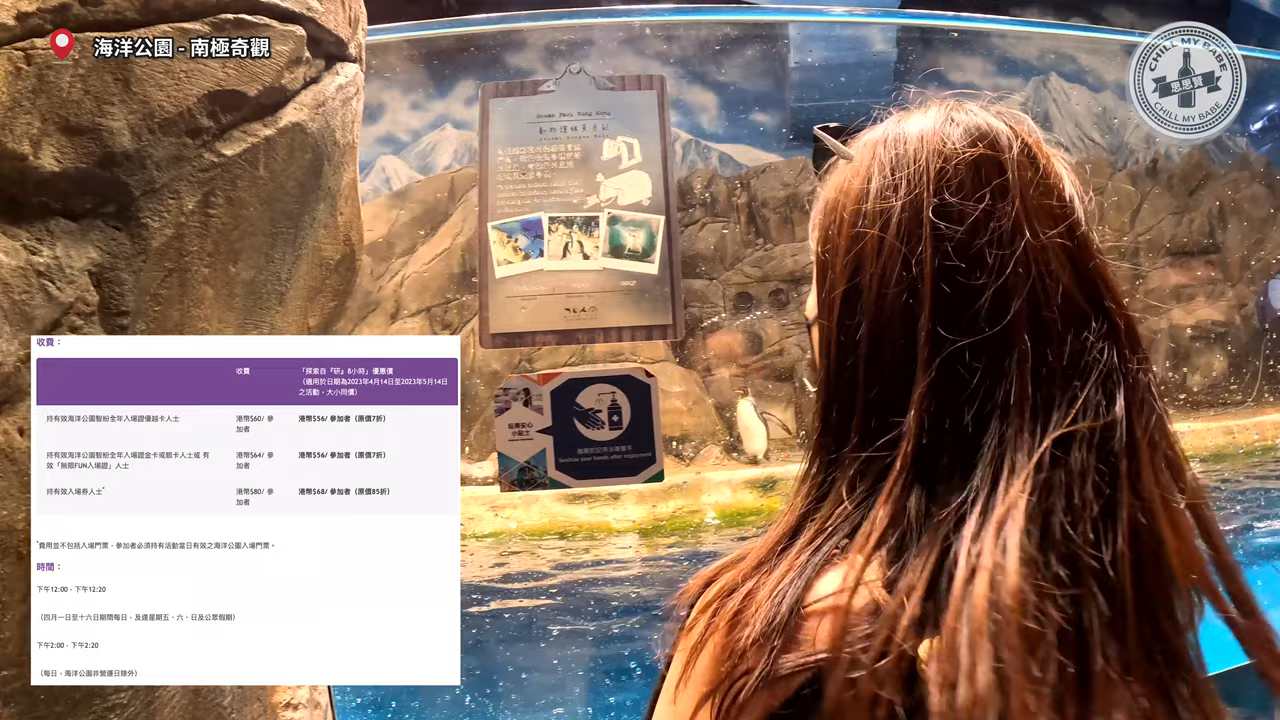 海洋公園 - 南極奇觀
CHILL MY BABE
思思賢
CHILL MY BABE
Ocean Park Hong Kong
玩得安心
小貼士
Sanitize your hands after enjoyment
收費：
收費
「探索自『研』8小時」優惠價
（適用於日期為2023年4月14日至2023年5月14日
之活動，大小同價）
持有效海洋公園智紛全年入場證優越卡人士
港幣$60/ 參
加者
港幣$56/ 參加者（原價7折）
持有效海洋公園智紛全年入場證金卡或銀卡人士或 有
效「無限FUN入場證」人士
港幣$64/ 參
加者
港幣$56/ 參加者（原價7折）
持有效入場券人士*
港幣$80/ 參
加者
港幣$68/ 參加者（原價85折）
*費用並不包括入場門票，參加者必須持有活動當日有效之海洋公園入場門票。
時間：
下午12:00 - 下午12:20
（四月一日至十六日期間每日，及逢星期五、六、日及公眾假期）
下午2:00 - 下午2:20
（每日，海洋公園非營運日除外）